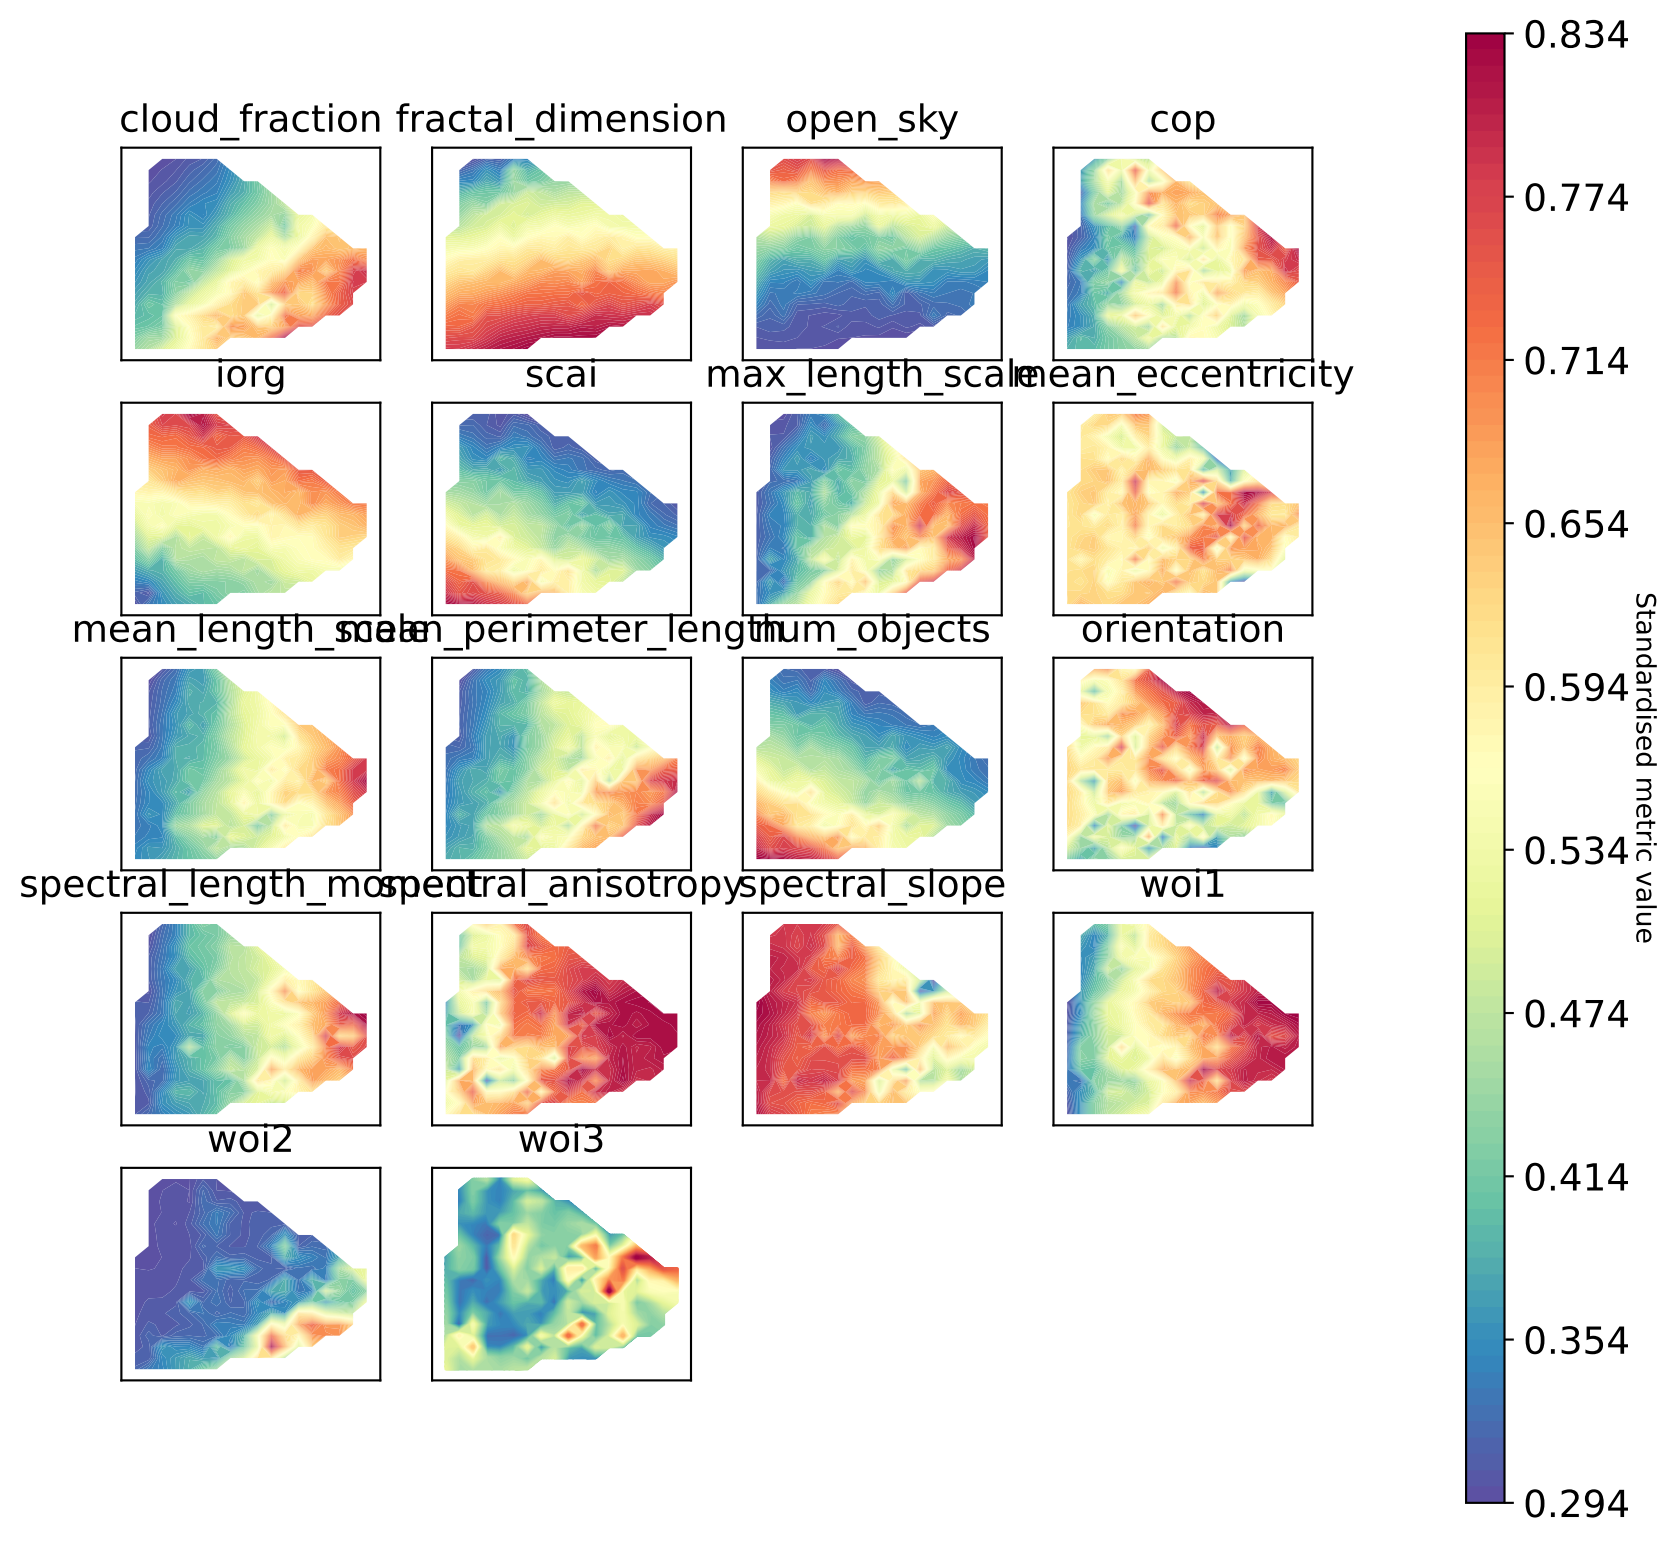 cloud_fraction
fractal_dimension
open_sky
cop
iorg
scai
max_length_scale
mean_eccentricity
mean_length_scale
mean_perimeter_length
num_objects
orientation
spectral_length_moment
spectral_anisotropy
spectral_slope
woi1
woi2
woi3
0.834
0.774
0.714
0.654
0.594
0.534
0.474
0.414
0.354
0.294
Standardised metric value